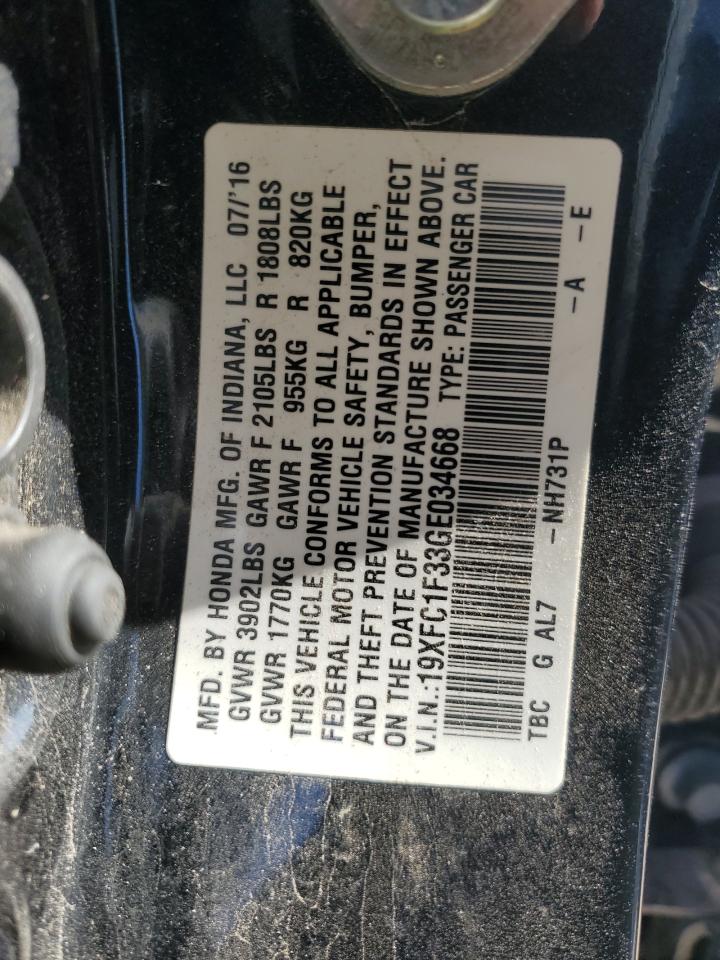 MFD. BY HONDA MFG. OF INDIANA, LLC 07/'16
GVWR 3902LBS GAWR F 2105LBS R 1808LBS
GVWR 1770KG GAWR F 955KG R 820KG
THIS VEHICLE CONFORMS TO ALL APPLICABLE
FEDERAL MOTOR VEHICLE SAFETY, BUMPER,
AND THEFT PREVENTION STANDARDS IN EFFECT
ON THE DATE OF MANUFACTURE SHOWN ABOVE.
V.I.N.:19XFC1F33GE034668 TYPE: PASSENGER CAR
TBC G AL7 -NH731P -A -E